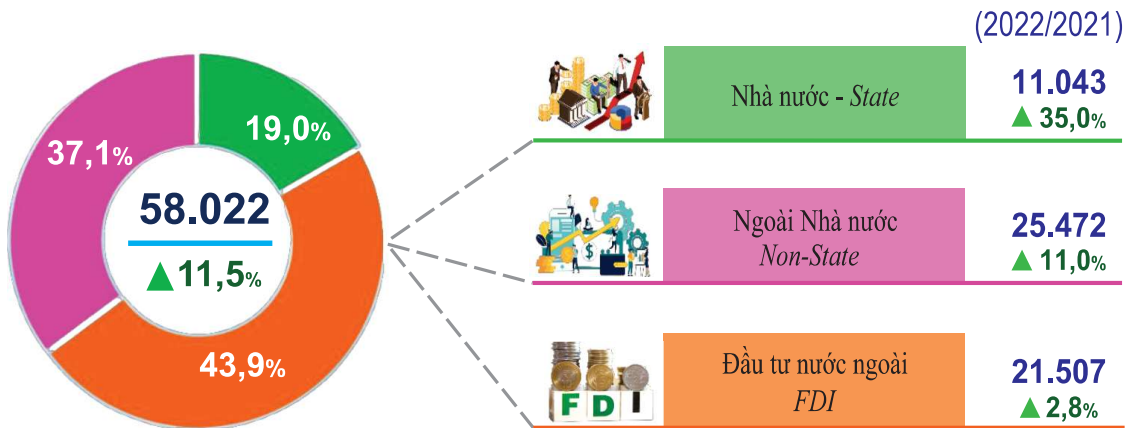 (2022/2021)
19,0%
37,1%
43,9%
58.022
▲ 11,5%
Nhà nước - State
11.043
▲ 35,0%
Ngoài Nhà nước
Non-State
25.472
▲ 11,0%
F D I
Đầu tư nước ngoài
FDI
21.507
▲ 2,8%